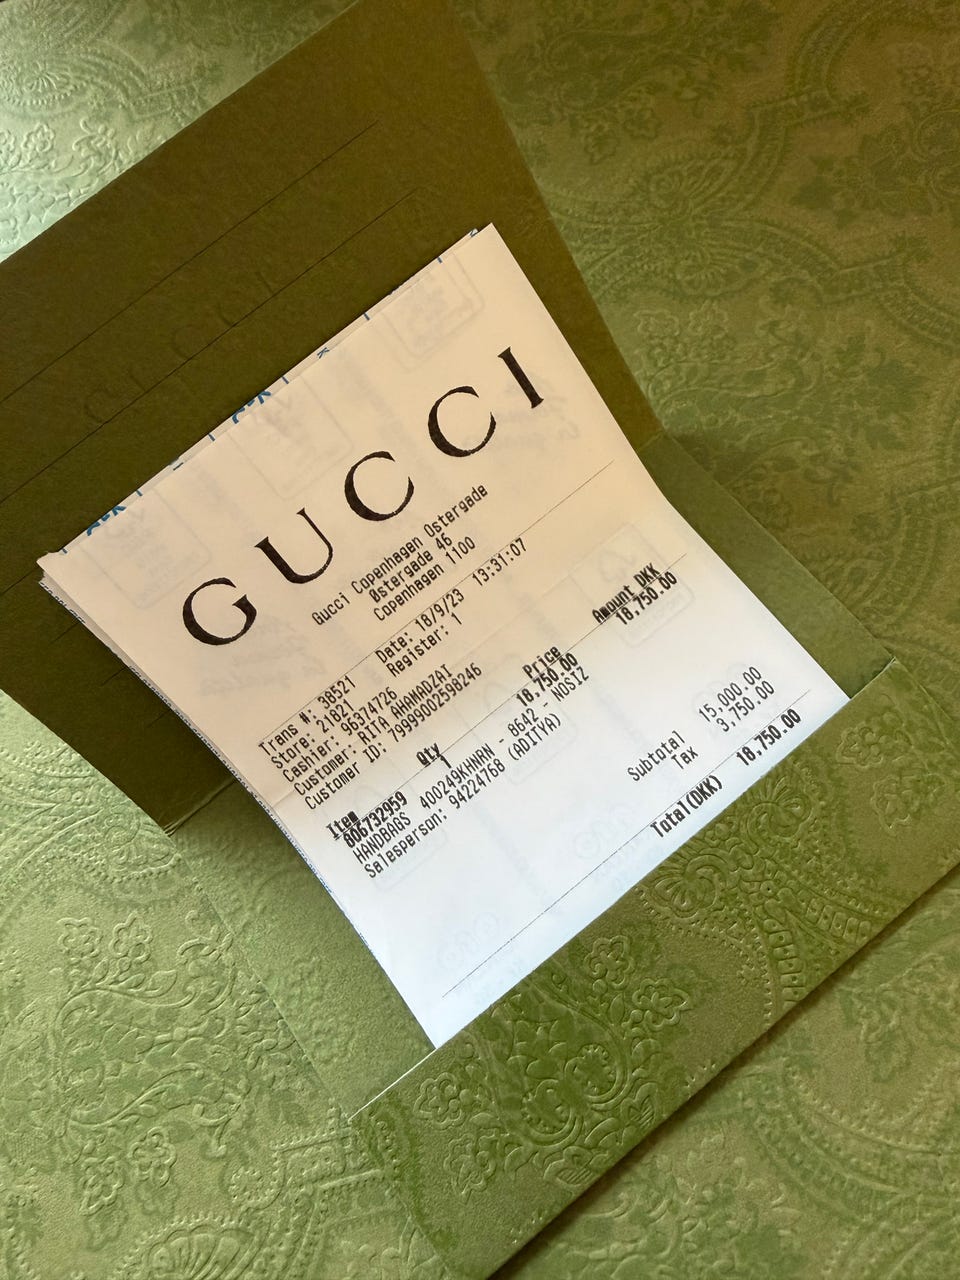 GUCCI
Gucci Copenhagen Ostergade
Østergade 46
Copenhagen 1100
Date: 18/9/23 13:31:07
Register: 1
Trans #: 38521
Store: 21821
Cashier: 96374726
Customer: RITA AHAMADZAI
Customer ID: 7999002598246
Item Qty Price Amount DKK
806732959 1 18,750.00 18,750.00
HANDBAGS 400249KHNRN - 8642 - NOSIZ
Salesperson: 94224768 (ADITYA)
Subtotal 15,000.00
Tax 3,750.00
Total(DKK) 18,750.00